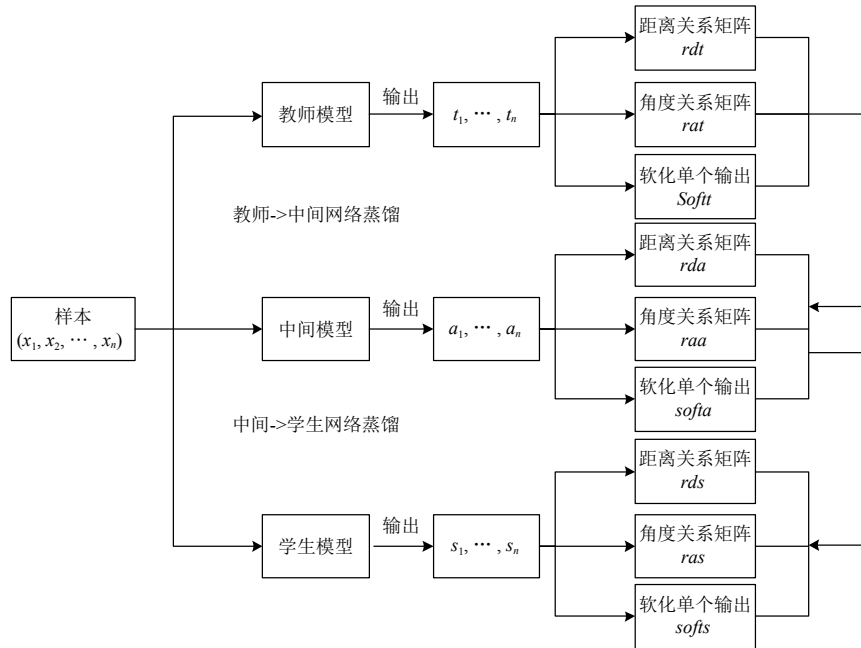 距离关系矩阵
rdt
输出
教师模型
t₁, ⋯ , tₙ
角度关系矩阵
rat
软化单个输出
Softt
教师->中间网络蒸馏
距离关系矩阵
rda
样本
(x₁, x₂, ⋯ , xₙ)
输出
中间模型
a₁, ⋯ , aₙ
角度关系矩阵
raa
软化单个输出
softa
中间->学生网络蒸馏
距离关系矩阵
rds
输出
学生模型
s₁, ⋯ , sₙ
角度关系矩阵
ras
软化单个输出
softs